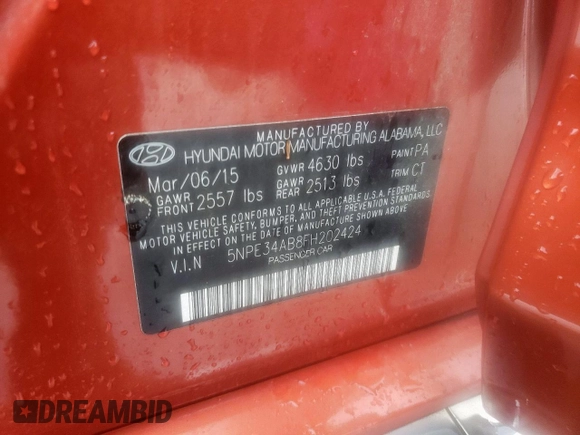 MANUFACTURED BY
HYUNDAI MOTOR MANUFACTURING ALABAMA, LLC
Mar/06/15 GVWR 4630 lbs PAINT PA
GAWR FRONT 2557 lbs GAWR REAR 2513 lbs TRIM CT
THIS VEHICLE CONFORMS TO ALL APPLICABLE U.S.A. FEDERAL
MOTOR VEHICLE SAFETY, BUMPER, AND THEFT PREVENTION STANDARDS
IN EFFECT ON THE DATE OF MANUFACTURE SHOWN ABOVE.
V.I.N 5NPE34AB8FH202424
PASSENGER CAR
DREAMBID